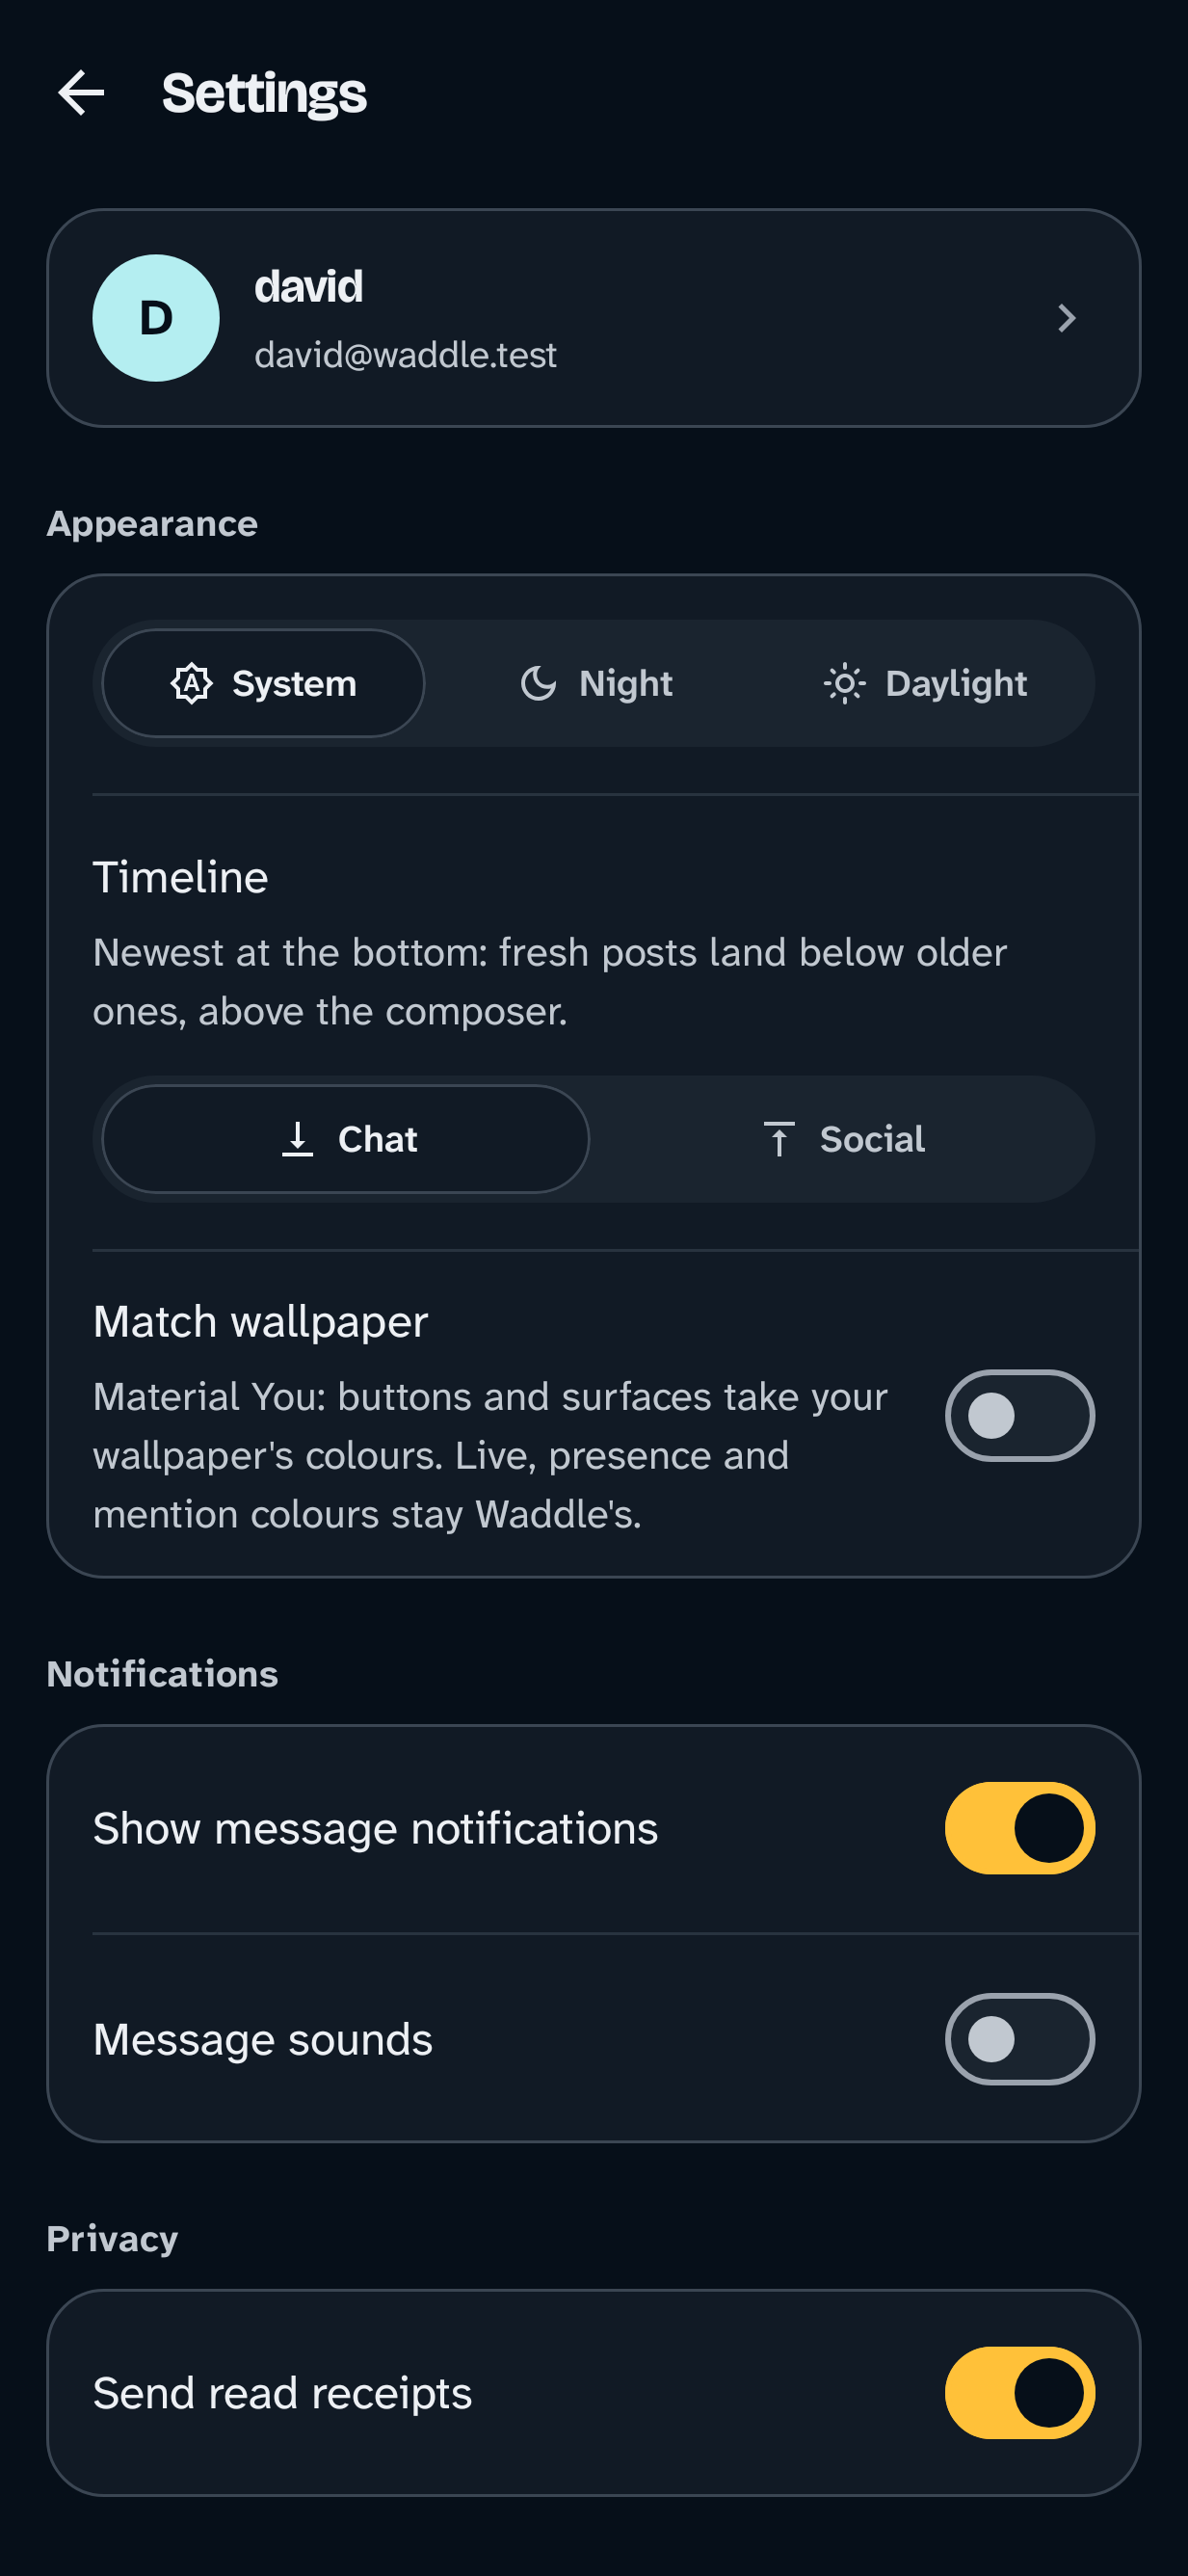 Settings
D
david
david@waddle.test
Appearance
System
Night
Daylight
Timeline
Newest at the bottom: fresh posts land below older
ones, above the composer.
Chat
Social
Match wallpaper
Material You: buttons and surfaces take your
wallpaper's colours. Live, presence and
mention colours stay Waddle's.
Notifications
Show message notifications
Message sounds
Privacy
Send read receipts